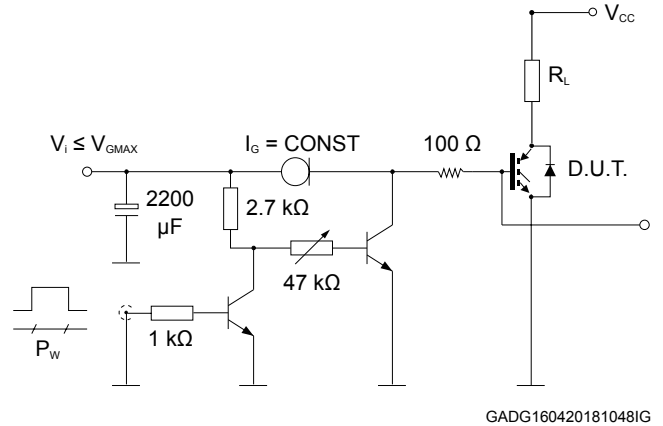 V_CC
R_L
V_i ≤ V_GMAX
I_G = CONST
100 Ω
D.U.T.
2200
µF
2.7 kΩ
47 kΩ
1 kΩ
P_W
GADG160420181048IG